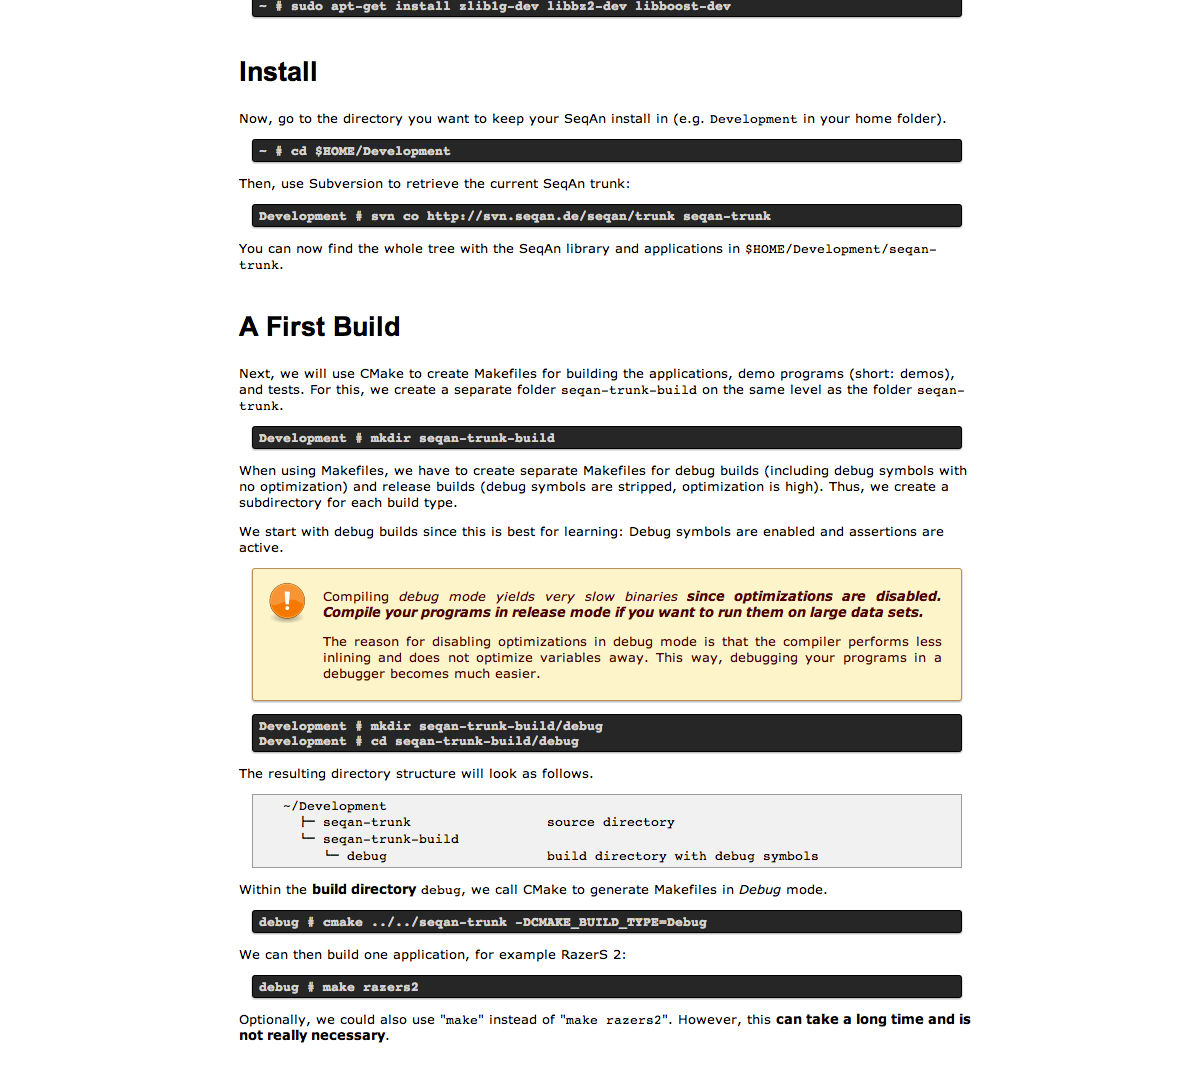 ~ # sudo apt-get install zlib1g-dev libbz2-dev libboost-dev
Install
Now, go to the directory you want to keep your SeqAn install in (e.g. Development in your home folder).
~ # cd $HOME/Development
Then, use Subversion to retrieve the current SeqAn trunk:
Development # svn co http://svn.seqan.de/seqan/trunk seqan-trunk
You can now find the whole tree with the SeqAn library and applications in $HOME/Development/seqan-
trunk.
A First Build
Next, we will use CMake to create Makefiles for building the applications, demo programs (short: demos),
and tests. For this, we create a separate folder seqan-trunk-build on the same level as the folder seqan-
trunk.
Development # mkdir seqan-trunk-build
When using Makefiles, we have to create separate Makefiles for debug builds (including debug symbols with
no optimization) and release builds (debug symbols are stripped, optimization is high). Thus, we create a
subdirectory for each build type.
We start with debug builds since this is best for learning: Debug symbols are enabled and assertions are
active.
Compiling debug mode yields very slow binaries since optimizations are disabled.
Compile your programs in release mode if you want to run them on large data sets.
The reason for disabling optimizations in debug mode is that the compiler performs less
inlining and does not optimize variables away. This way, debugging your programs in a
debugger becomes much easier.
Development # mkdir seqan-trunk-build/debug
Development # cd seqan-trunk-build/debug
The resulting directory structure will look as follows.
~/Development
├─ seqan-trunk source directory
└─ seqan-trunk-build
└─ debug build directory with debug symbols
Within the build directory debug, we call CMake to generate Makefiles in Debug mode.
debug # cmake ../../seqan-trunk -DCMAKE_BUILD_TYPE=Debug
We can then build one application, for example RazerS 2:
debug # make razers2
Optionally, we could also use "make" instead of "make razers2". However, this can take a long time and is
not really necessary.